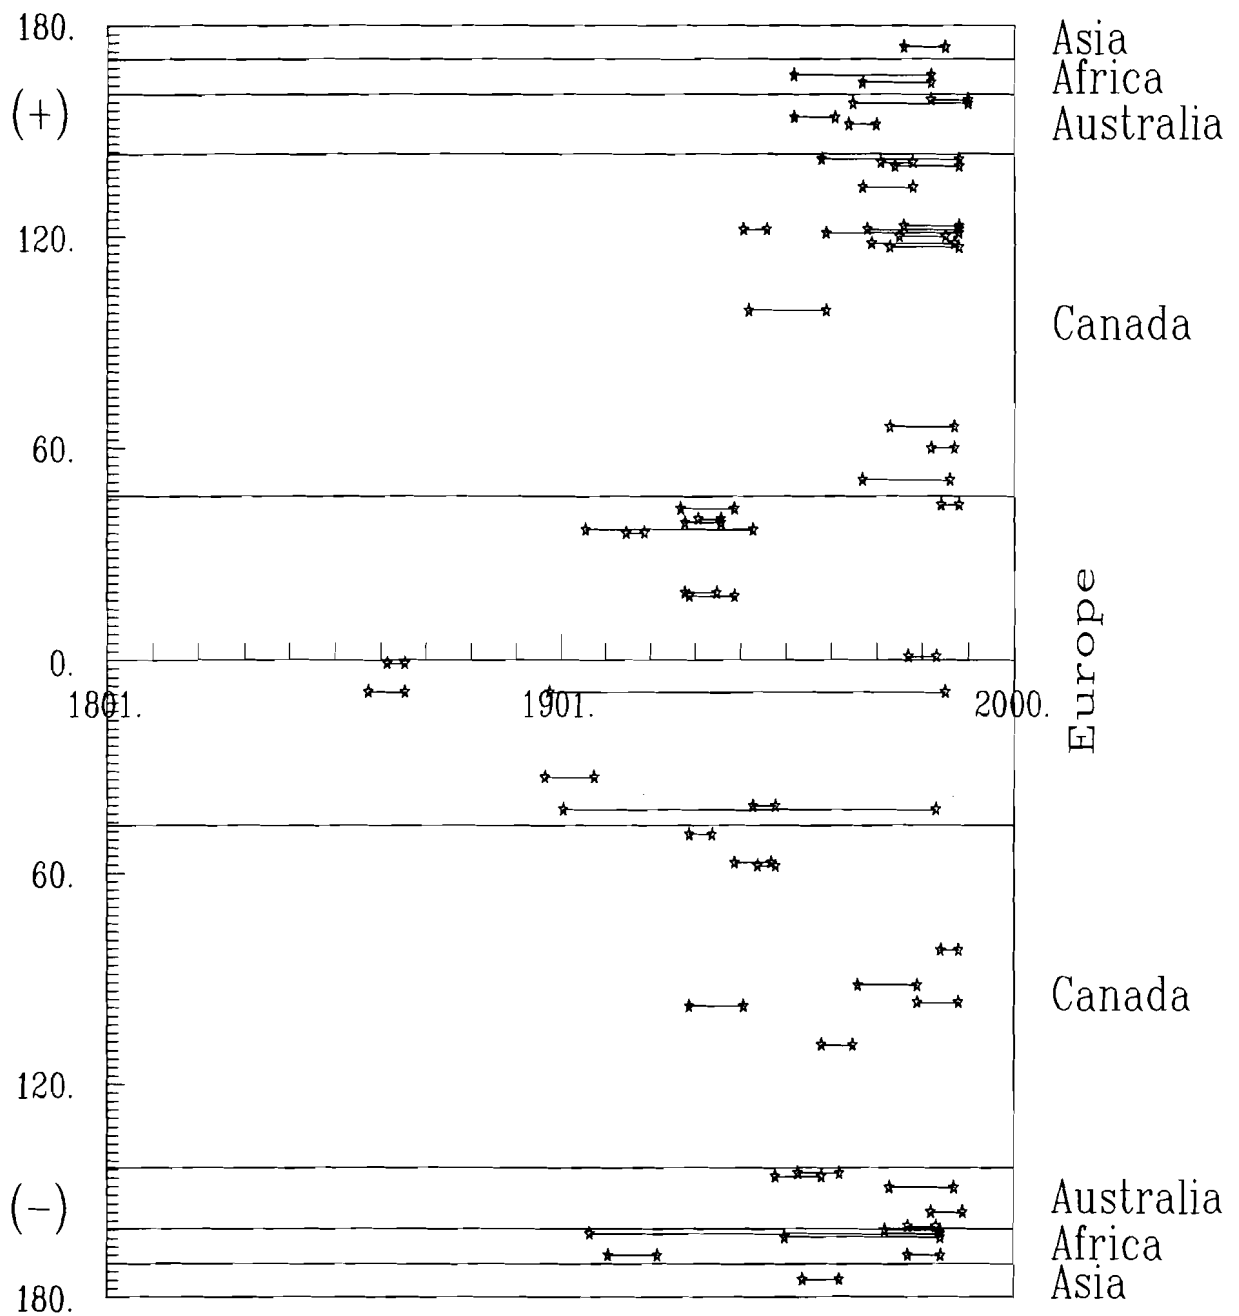 180.
Asia
Africa
(+)
Australia
120.
Canada
60.
Europe
0.
1801.
1901.
2000.
60.
Canada
120.
(-)
Australia
Africa
Asia
180.